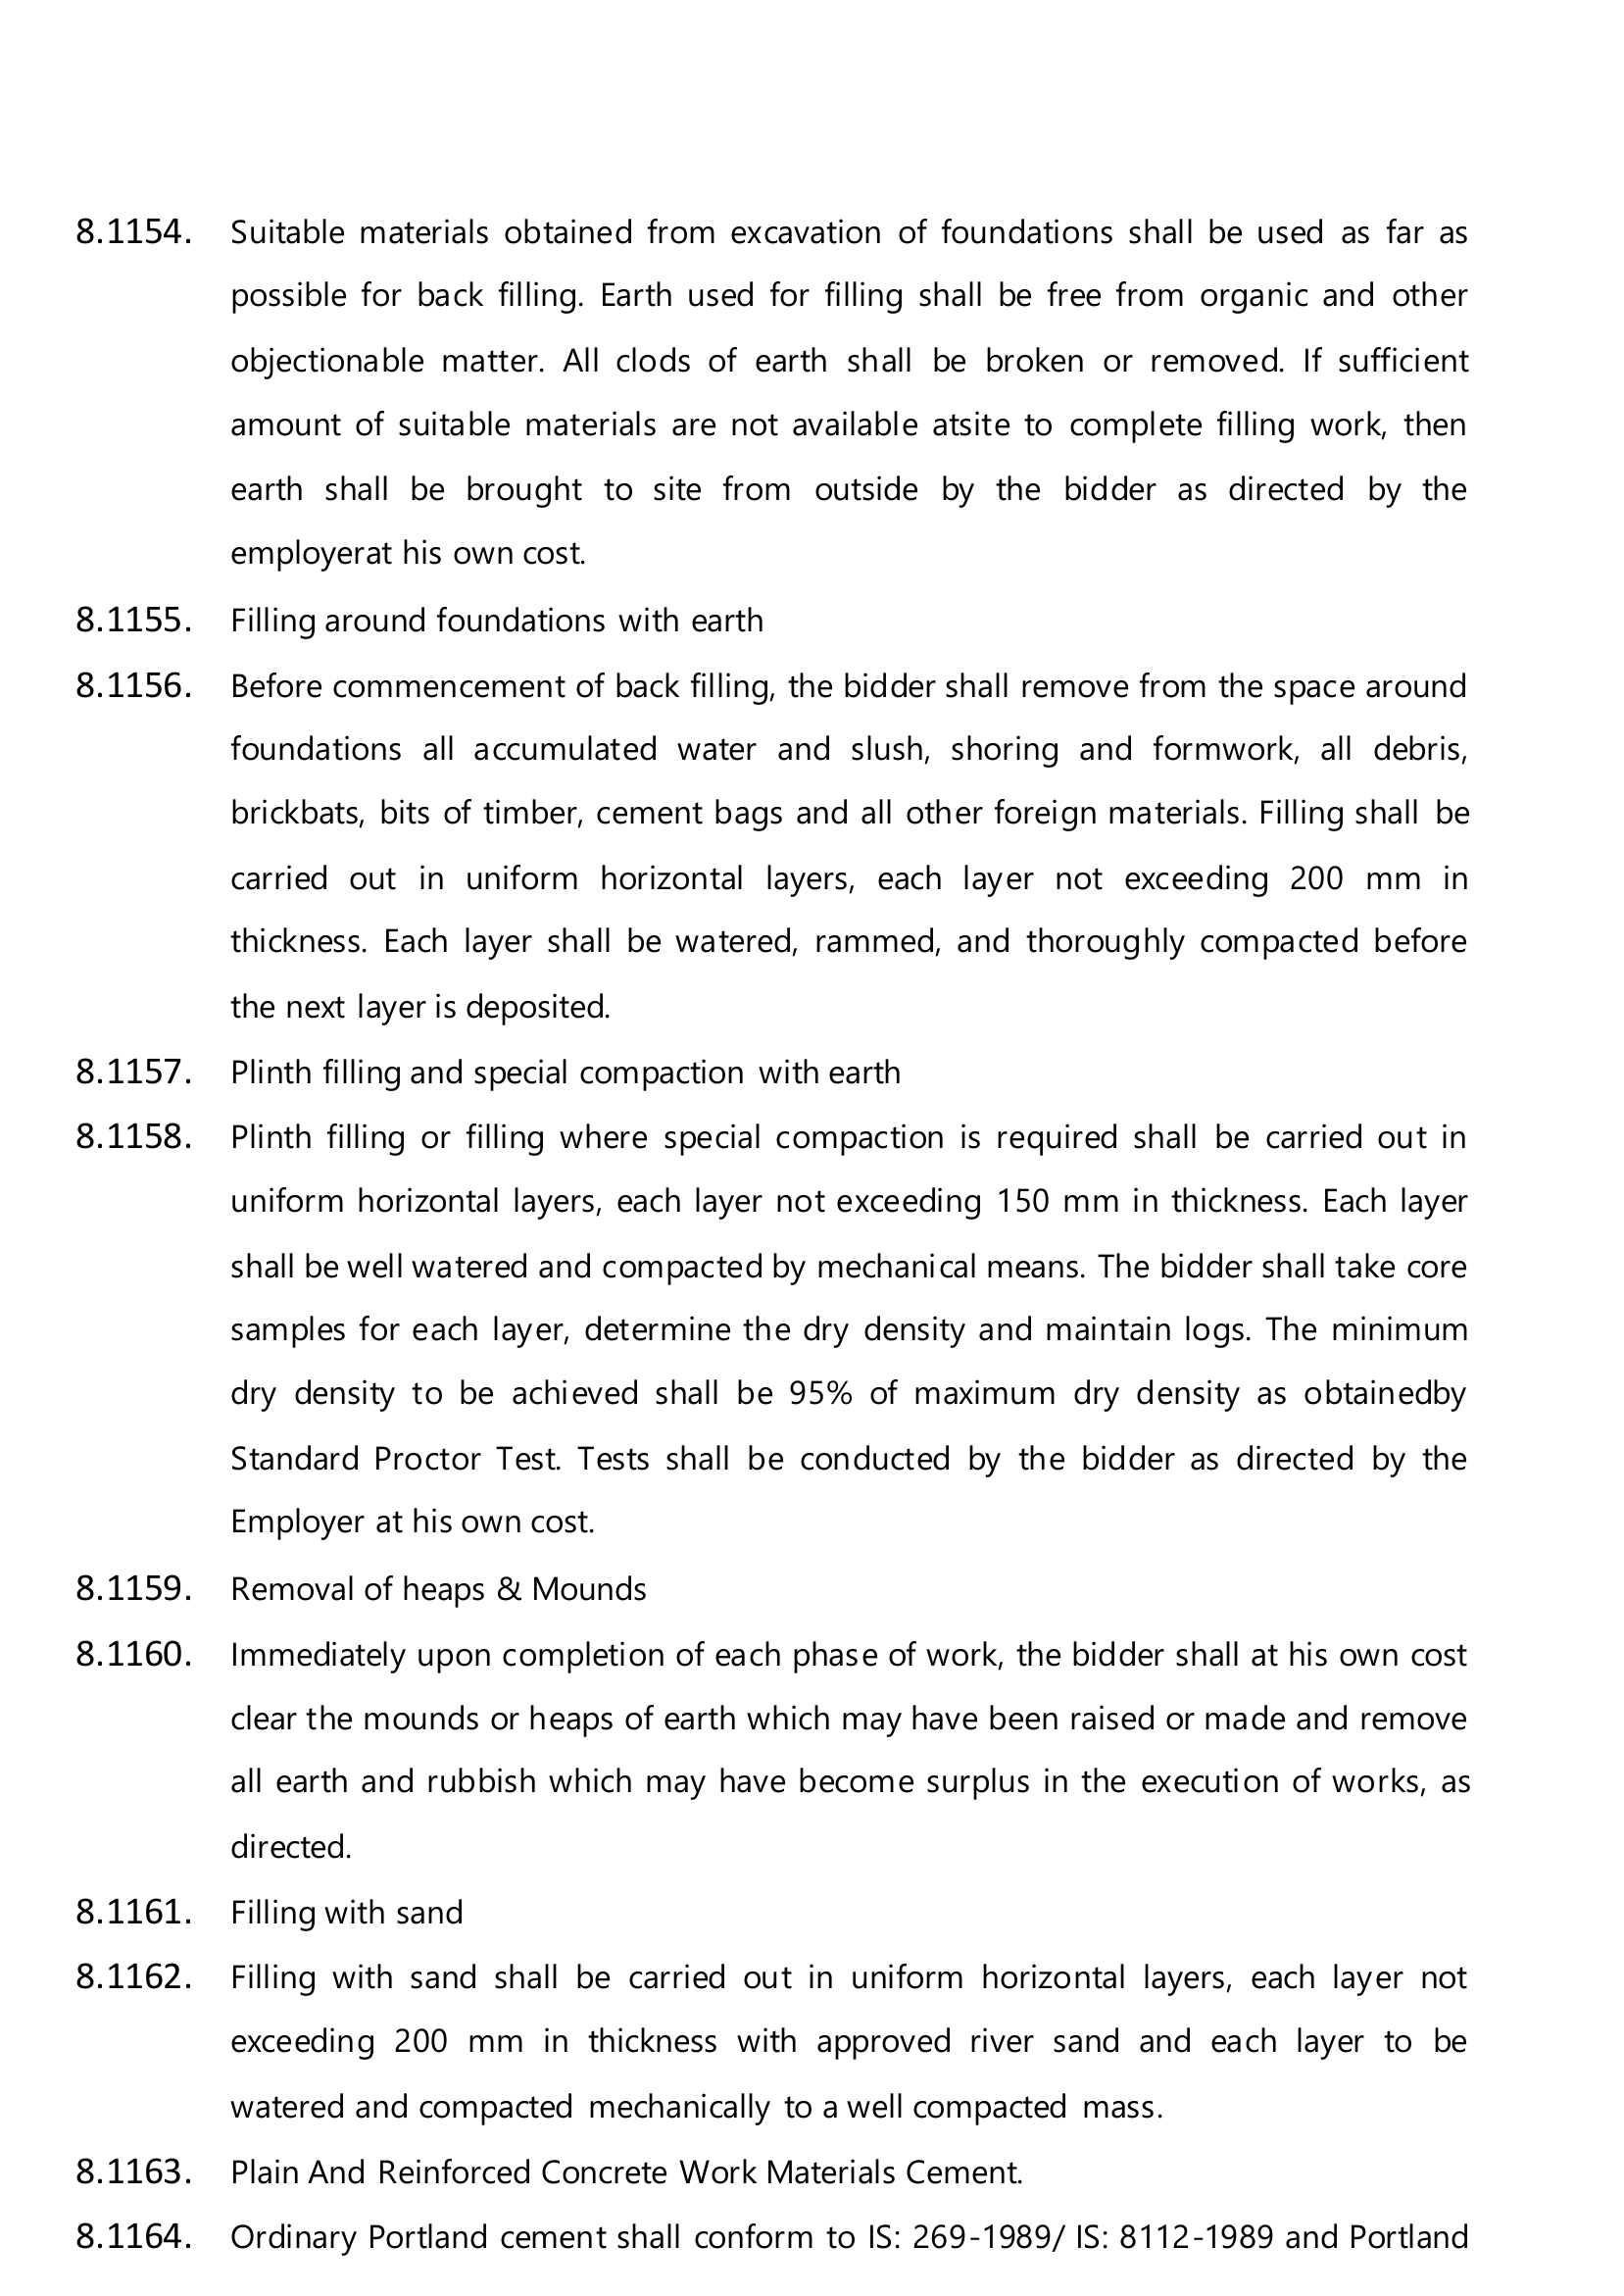 8.1154. Suitable materials obtained from excavation of foundations shall be used as far as
possible for back filling. Earth used for filling shall be free from organic and other
objectionable matter. All clods of earth shall be broken or removed. If sufficient
amount of suitable materials are not available atsite to complete filling work, then
earth shall be brought to site from outside by the bidder as directed by the
employerat his own cost.
8.1155. Filling around foundations with earth
8.1156. Before commencement of back filling, the bidder shall remove from the space around
foundations all accumulated water and slush, shoring and formwork, all debris,
brickbats, bits of timber, cement bags and all other foreign materials. Filling shall be
carried out in uniform horizontal layers, each layer not exceeding 200 mm in
thickness. Each layer shall be watered, rammed, and thoroughly compacted before
the next layer is deposited.
8.1157. Plinth filling and special compaction with earth
8.1158. Plinth filling or filling where special compaction is required shall be carried out in
uniform horizontal layers, each layer not exceeding 150 mm in thickness. Each layer
shall be well watered and compacted by mechanical means. The bidder shall take core
samples for each layer, determine the dry density and maintain logs. The minimum
dry density to be achieved shall be 95% of maximum dry density as obtainedby
Standard Proctor Test. Tests shall be conducted by the bidder as directed by the
Employer at his own cost.
8.1159. Removal of heaps & Mounds
8.1160. Immediately upon completion of each phase of work, the bidder shall at his own cost
clear the mounds or heaps of earth which may have been raised or made and remove
all earth and rubbish which may have become surplus in the execution of works, as
directed.
8.1161. Filling with sand
8.1162. Filling with sand shall be carried out in uniform horizontal layers, each layer not
exceeding 200 mm in thickness with approved river sand and each layer to be
watered and compacted mechanically to a well compacted mass.
8.1163. Plain And Reinforced Concrete Work Materials Cement.
8.1164. Ordinary Portland cement shall conform to IS: 269-1989/ IS: 8112-1989 and Portland